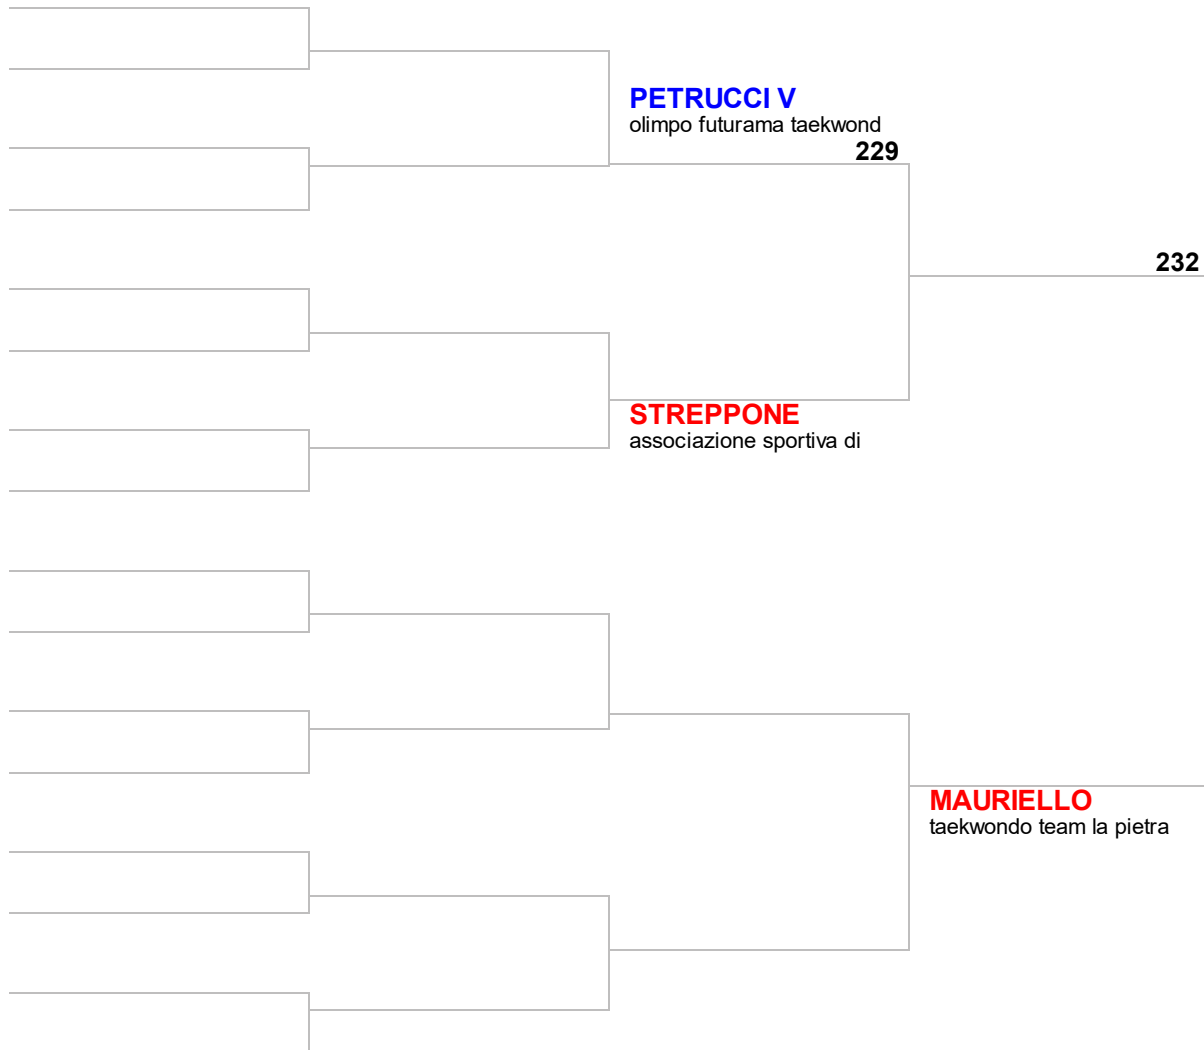 PETRUCCI V
olimpo futurama taekwond
229
232
STREPPONE
associazione sportiva di
MAURIELLO
taekwondo team la pietra